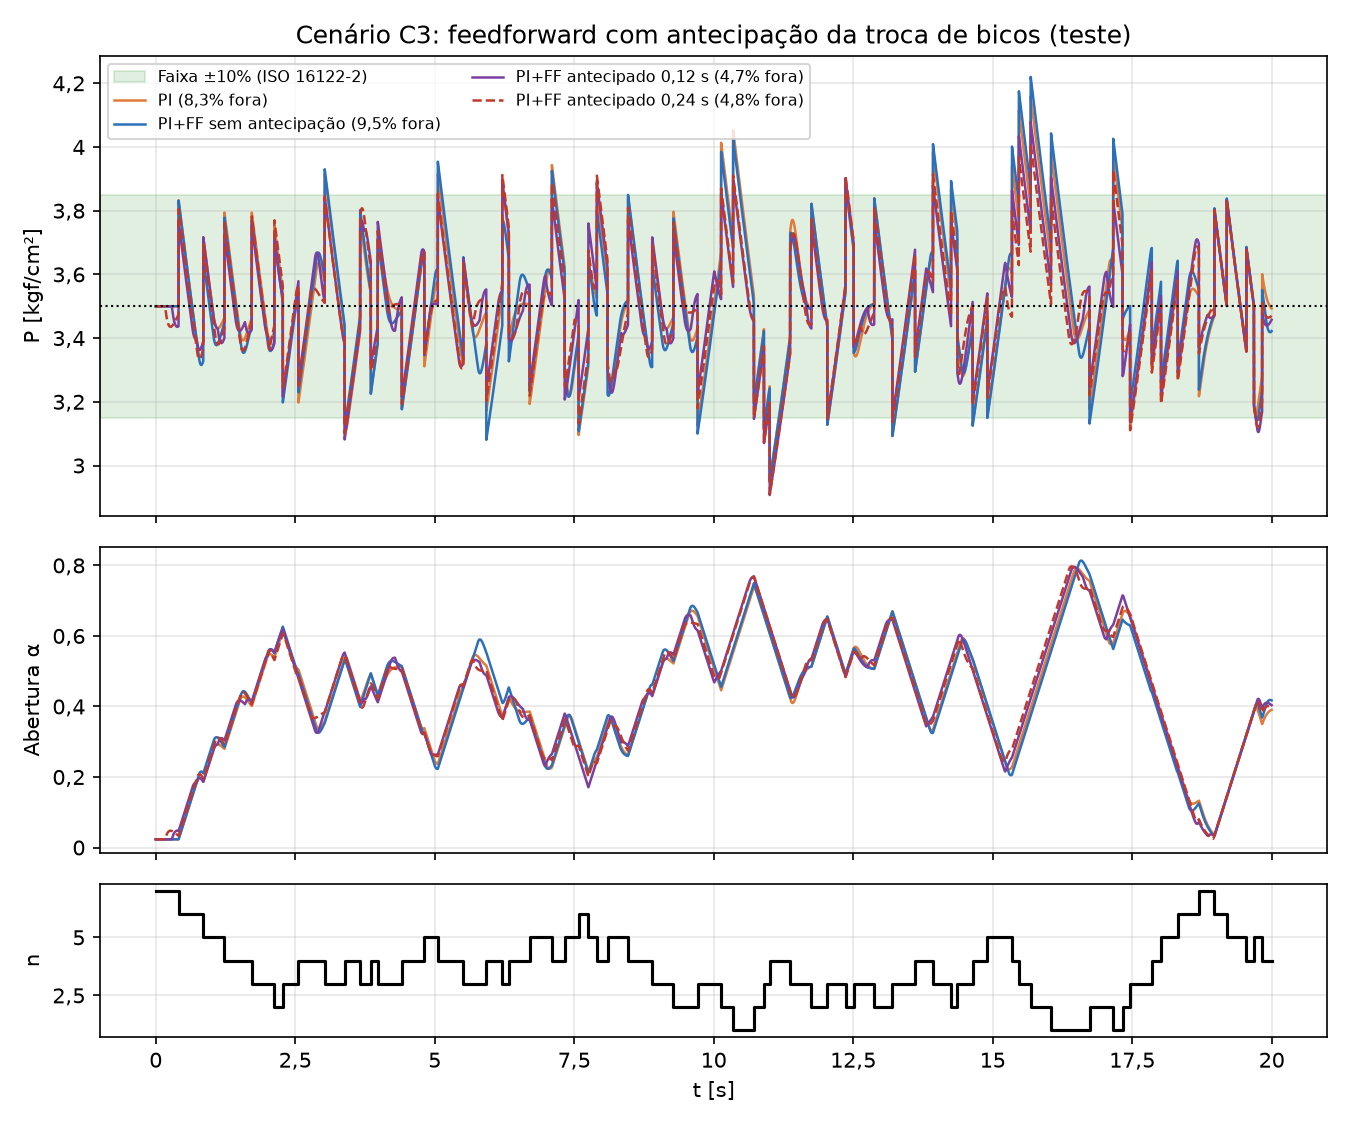 Cenário C3: feedforward com antecipação da troca de bicos (teste)
Faixa ±10% (ISO 16122-2)
PI (8,3% fora)
PI+FF sem antecipação (9,5% fora)
PI+FF antecipado 0,12 s (4,7% fora)
PI+FF antecipado 0,24 s (4,8% fora)
P [kgf/cm²]
4,2
4
3,8
3,6
3,4
3,2
3
Abertura α
0,8
0,6
0,4
0,2
0
n
5
2,5
0
2,5
5
7,5
10
12,5
15
17,5
20
t [s]